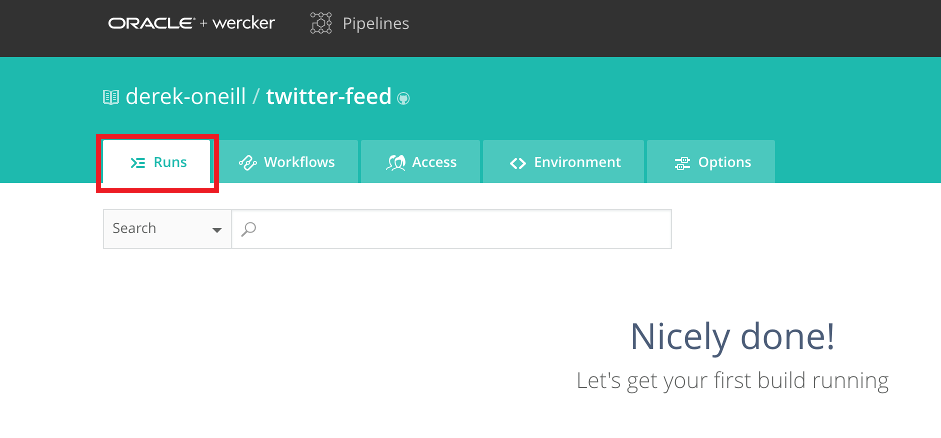 ORACLE + wercker Pipelines
derek-oneill / twitter-feed
Runs Workflows Access Environment Options
Search
Nicely done!
Let's get your first build running